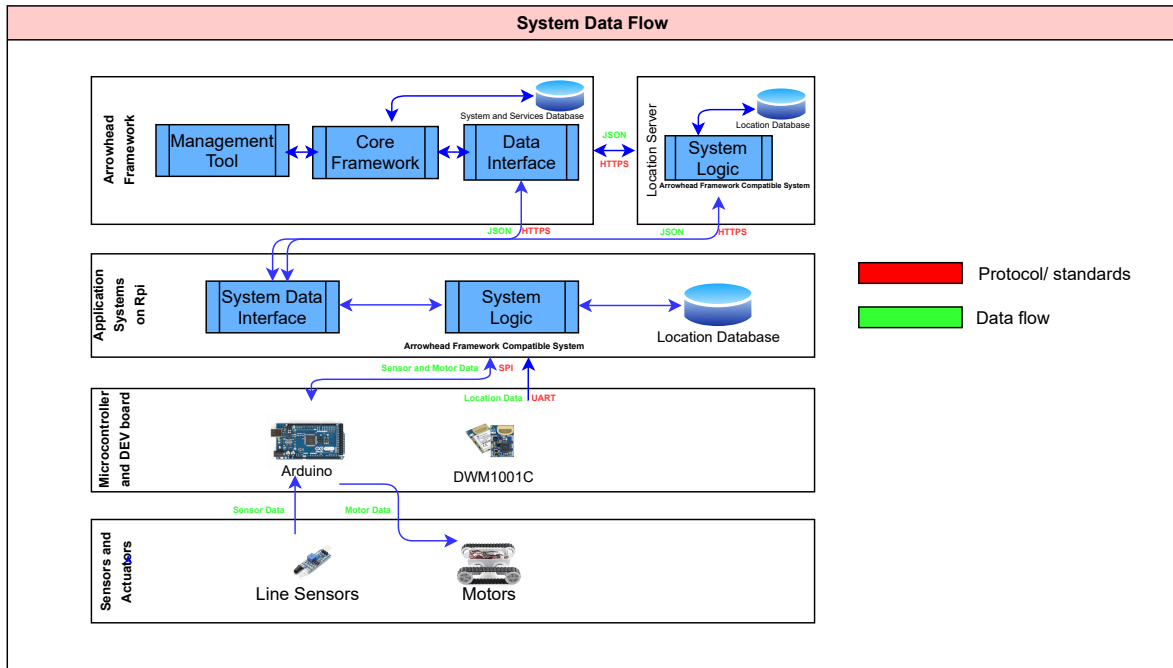 System Data Flow
Arrowhead
Framework
Management
Tool
Core
Framework
Data
Interface
System and Services Database
JSON
HTTPS
Location Server
Location Database
System
Logic
Arrowhead Framework Compatible System
JSON
HTTPS
JSON
HTTPS
Application
Systems
on Rpi
System Data
Interface
System
Logic
Arrowhead Framework Compatible System
Location Database
Protocol/ standards
Data flow
Sensor and Motor Data
SPI
Location Data
UART
Microcontroller
and DEV board
Arduino
DWM1001C
Sensor Data
Motor Data
Sensors and
Actuators
Line Sensors
Motors